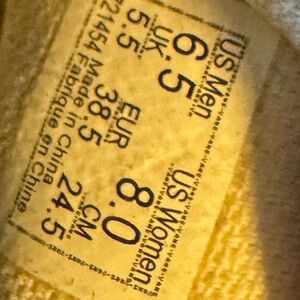 US Men US Women
6.5 8.0
UK EUR CM
5.5 38.5 24.5
721454 Made in China
Fabriqué en Chine